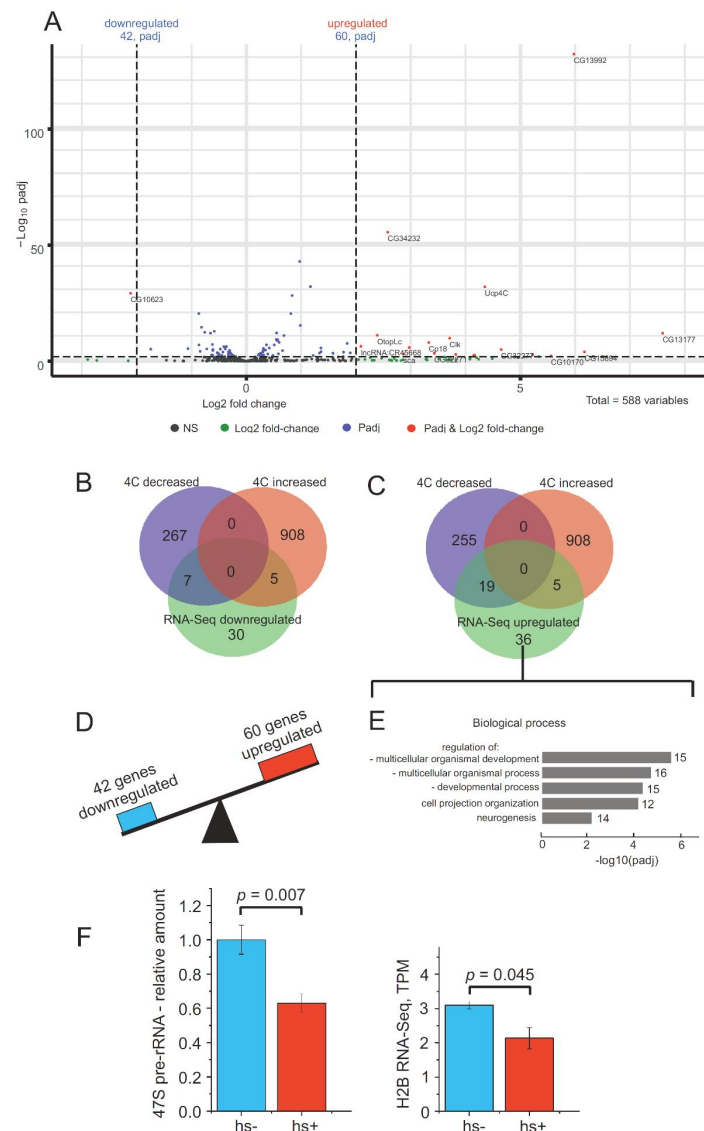 A
downregulated
42, padj
upregulated
60, padj
CG13992
100
− Log10 padj
CG34232
50
Ucp4C
CG10623
CG13177
OtopLc
Clk
Cp18
lncRNA:CR45668
sca
CG10170
0
0
5
Log2 fold change
Total = 588 variables
NS
Log2 fold-change
Padj
Padj & Log2 fold-change
B
4C decreased
4C increased
267
0
908
7
0
5
RNA-Seq downregulated
30
C
4C decreased
4C increased
255
0
908
19
0
5
RNA-Seq upregulated
36
D
42 genes
downregulated
60 genes
upregulated
E
Biological process
regulation of:
- multicellular organismal development
15
- multicellular organismal process
16
- developmental process
15
cell projection organization
12
neurogenesis
14
0 2 4 6
-log10(padj)
F
47S pre-rRNA - relative amount
p = 0.007
1.2
1.0
0.8
0.6
0.4
0.2
0.0
hs- hs+
H2B RNA-Seq, TPM
p = 0.045
4
3
2
1
0
hs- hs+